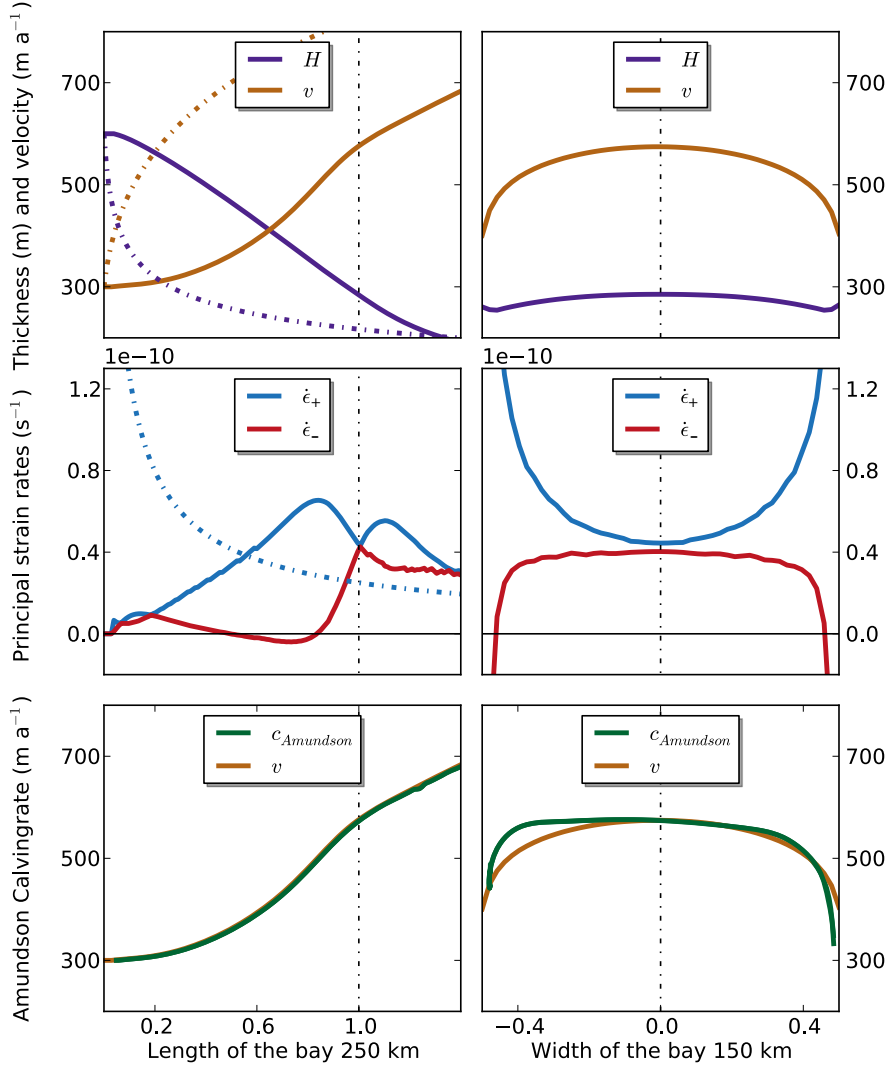 Thickness (m) and velocity (m a⁻¹)
700
500
300
H
v
H
v
700
500
300
1e−10
1e−10
Principal strain rates (s⁻¹)
1.2
0.8
0.4
0.0
ϵ̇₊
ϵ̇₋
ϵ̇₊
ϵ̇₋
1.2
0.8
0.4
0.0
Amundson Calvingrate (m a⁻¹)
700
500
300
c_Amundson
v
c_Amundson
v
700
500
300
0.2 0.6 1.0
Length of the bay 250 km
−0.4 0.0 0.4
Width of the bay 150 km